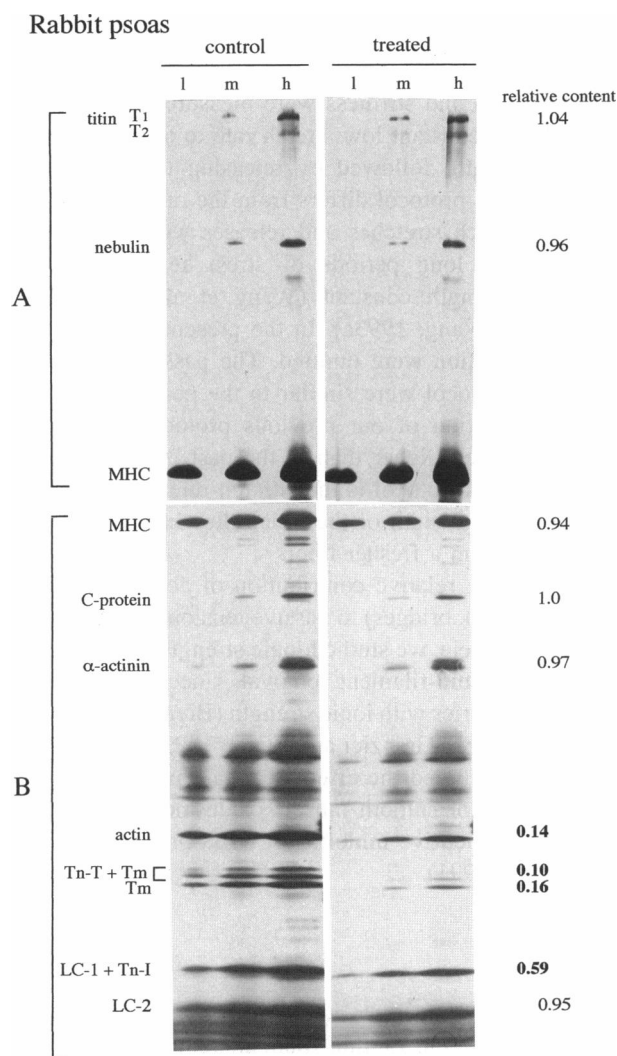 Rabbit psoas
control treated
l m h l m h
relative content
titin T1 1.04
T2
nebulin 0.96
A
MHC
MHC 0.94
C-protein 1.0
α-actinin 0.97
B
actin 0.14
Tn-T + Tm 0.10
Tm 0.16
LC-1 + Tn-I 0.59
LC-2 0.95